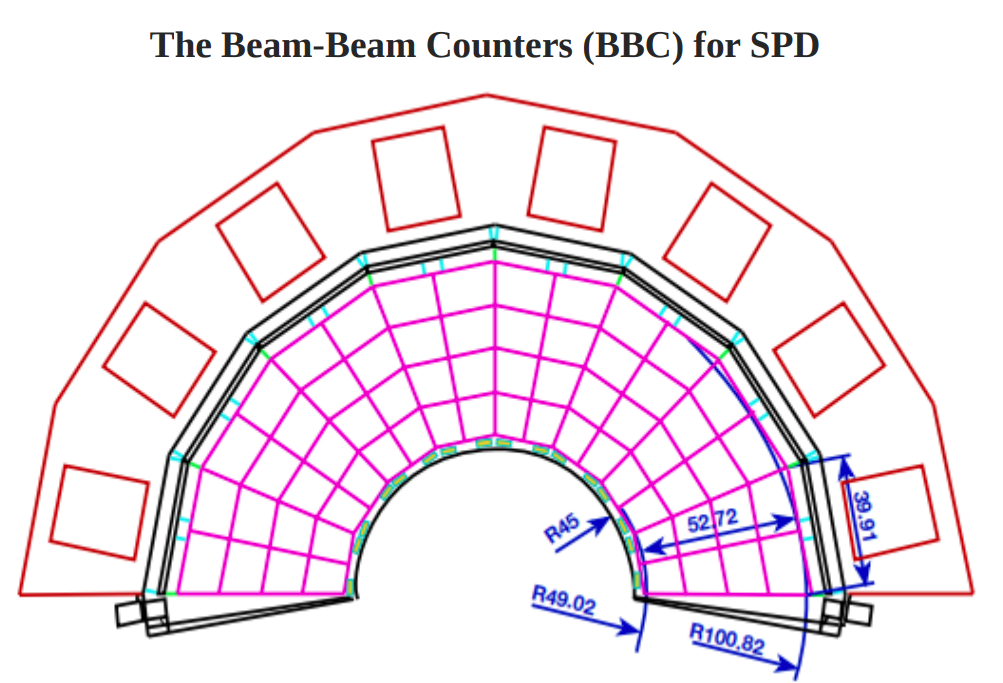 The Beam-Beam Counters (BBC) for SPD
R45
52.72
39.91
R49.02
R100.82